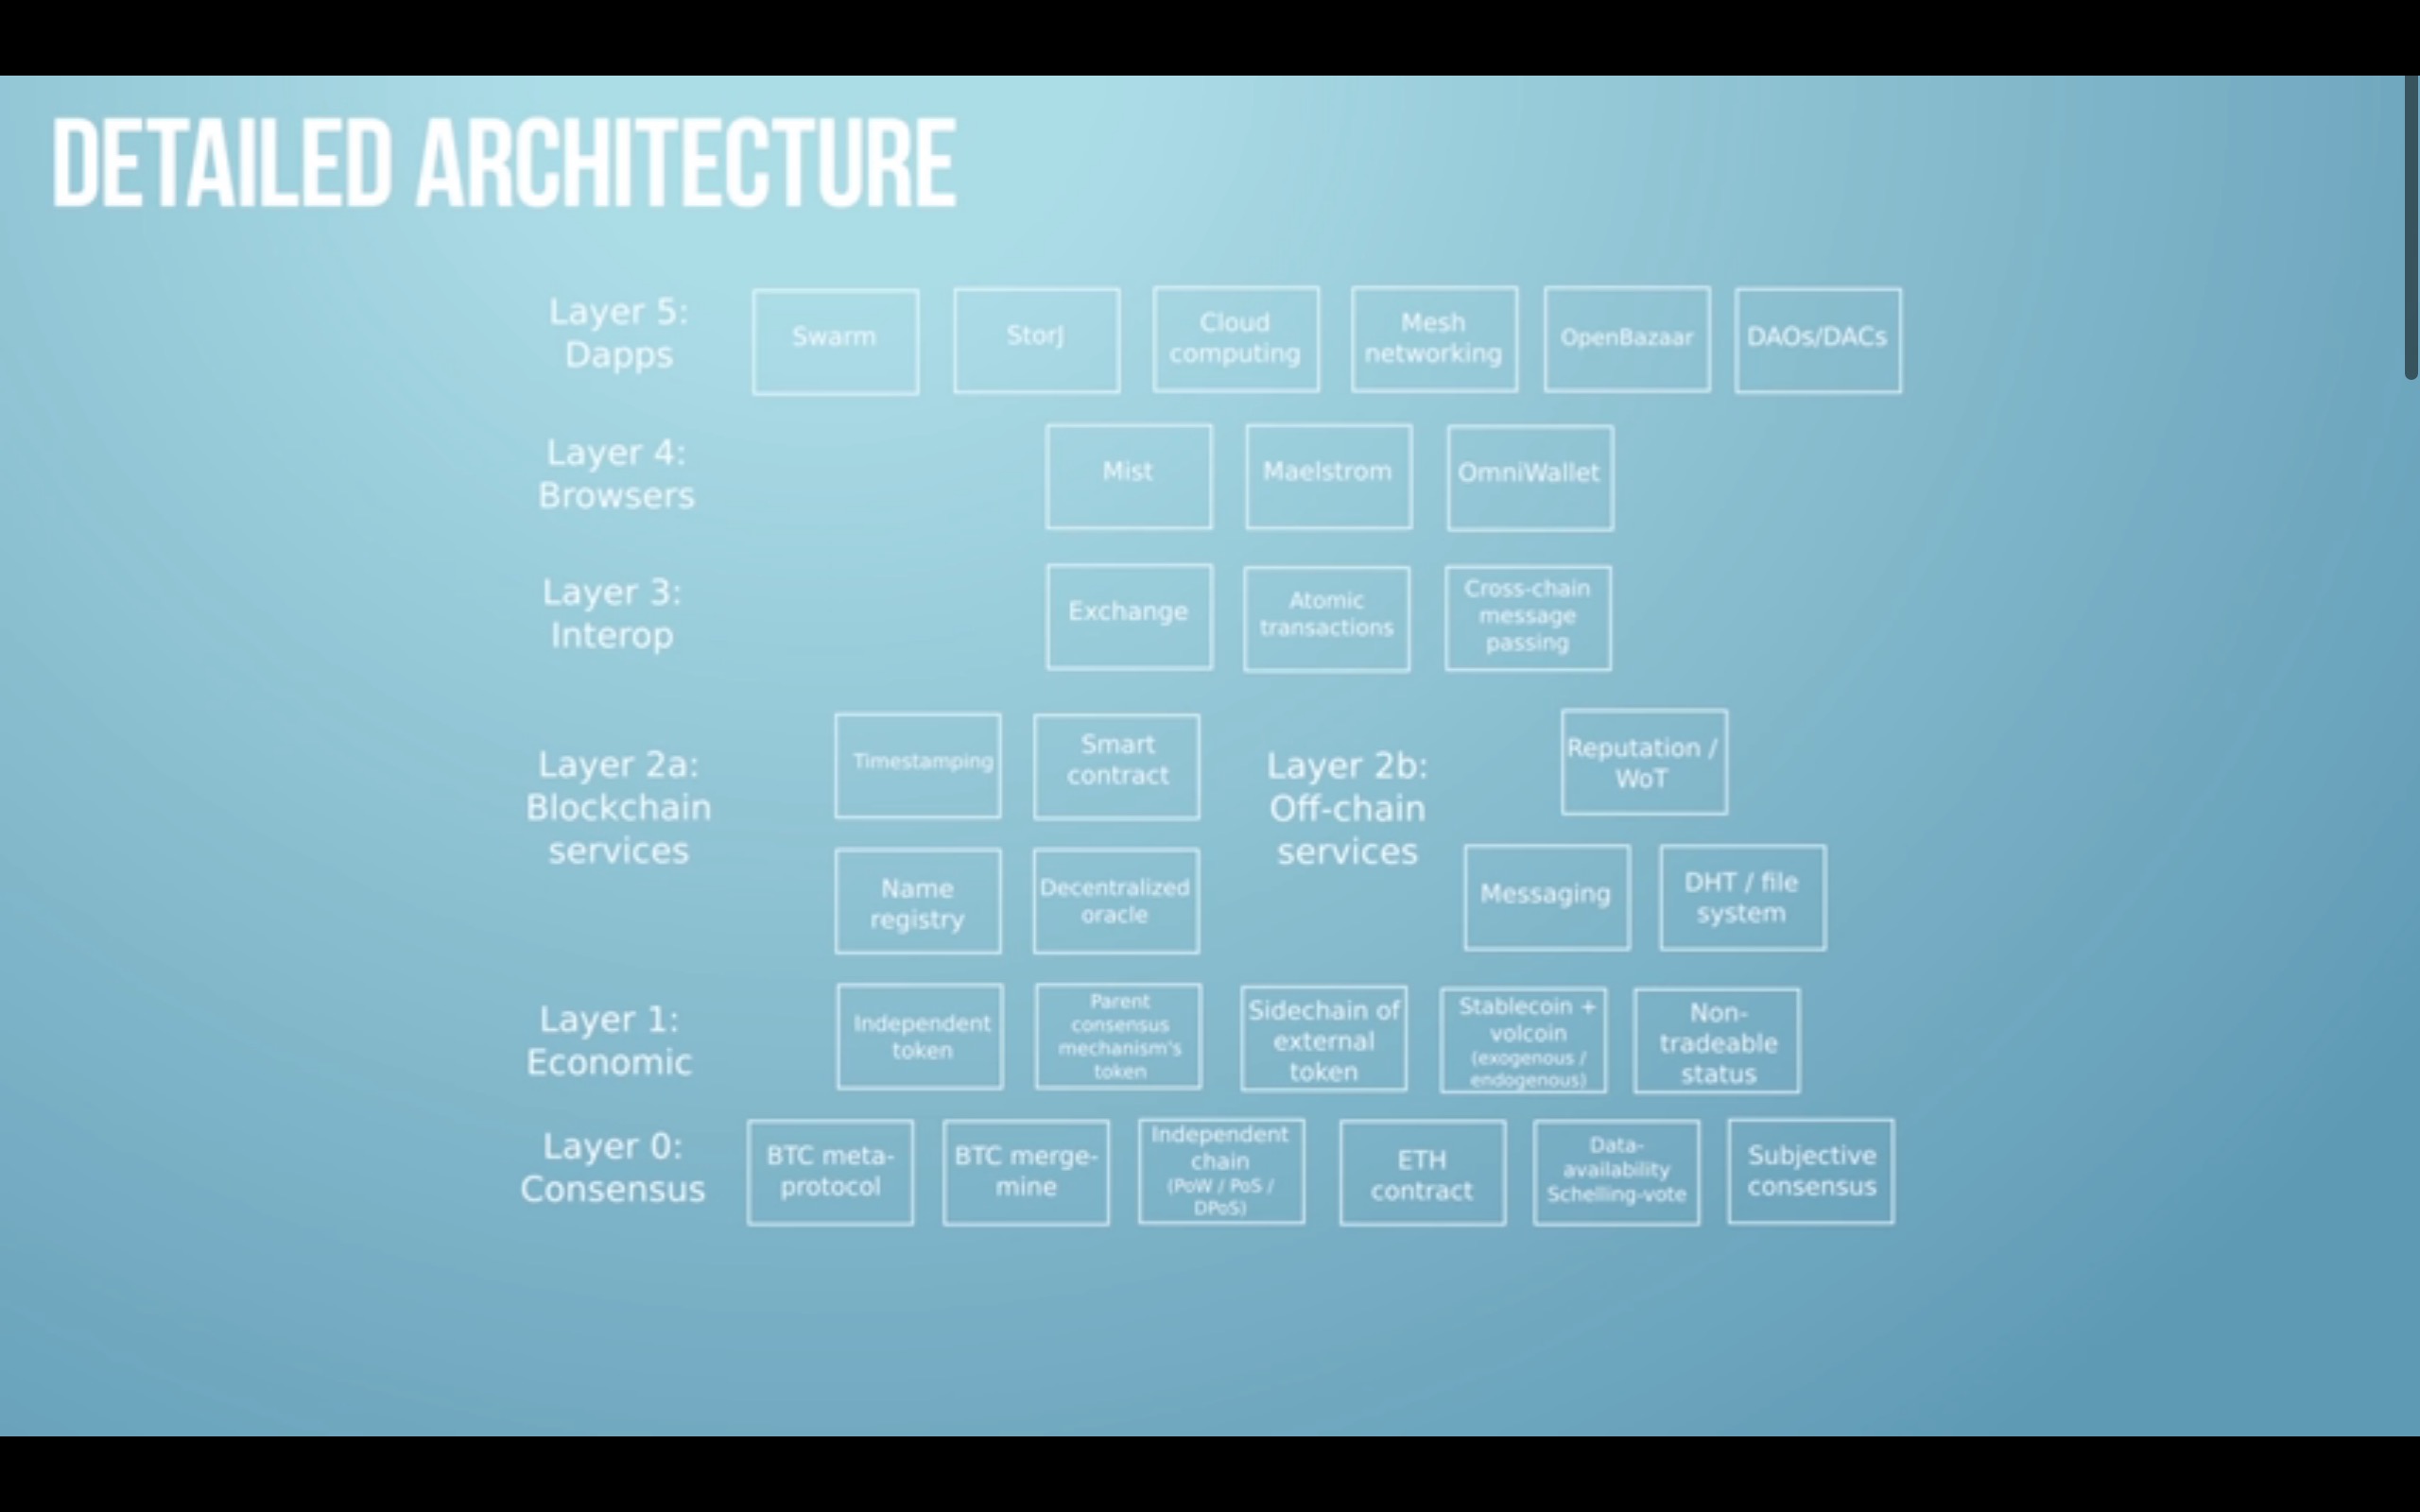 DETAILED ARCHITECTURE
Layer 5:
Dapps
Swarm
StorJ
Cloud
computing
Mesh
networking
OpenBazaar
DAOs/DACs
Layer 4:
Browsers
Mist
Maelstrom
OmniWallet
Layer 3:
Interop
Exchange
Atomic
transactions
Cross-chain
message
passing
Layer 2a:
Blockchain
services
Timestamping
Smart
contract
Name
registry
Decentralized
oracle
Layer 2b:
Off-chain
services
Reputation /
WoT
Messaging
DHT / file
system
Layer 1:
Economic
Independent
token
Parent
consensus
mechanism's
token
Sidechain of
external
token
Stablecoin +
volcoin
(exogenous /
endogenous)
Non-
tradeable
status
Layer 0:
Consensus
BTC meta-
protocol
BTC merge-
mine
Independent
chain
(PoW / PoS /
DPoS)
ETH
contract
Data-
availability
Schelling-vote
Subjective
consensus